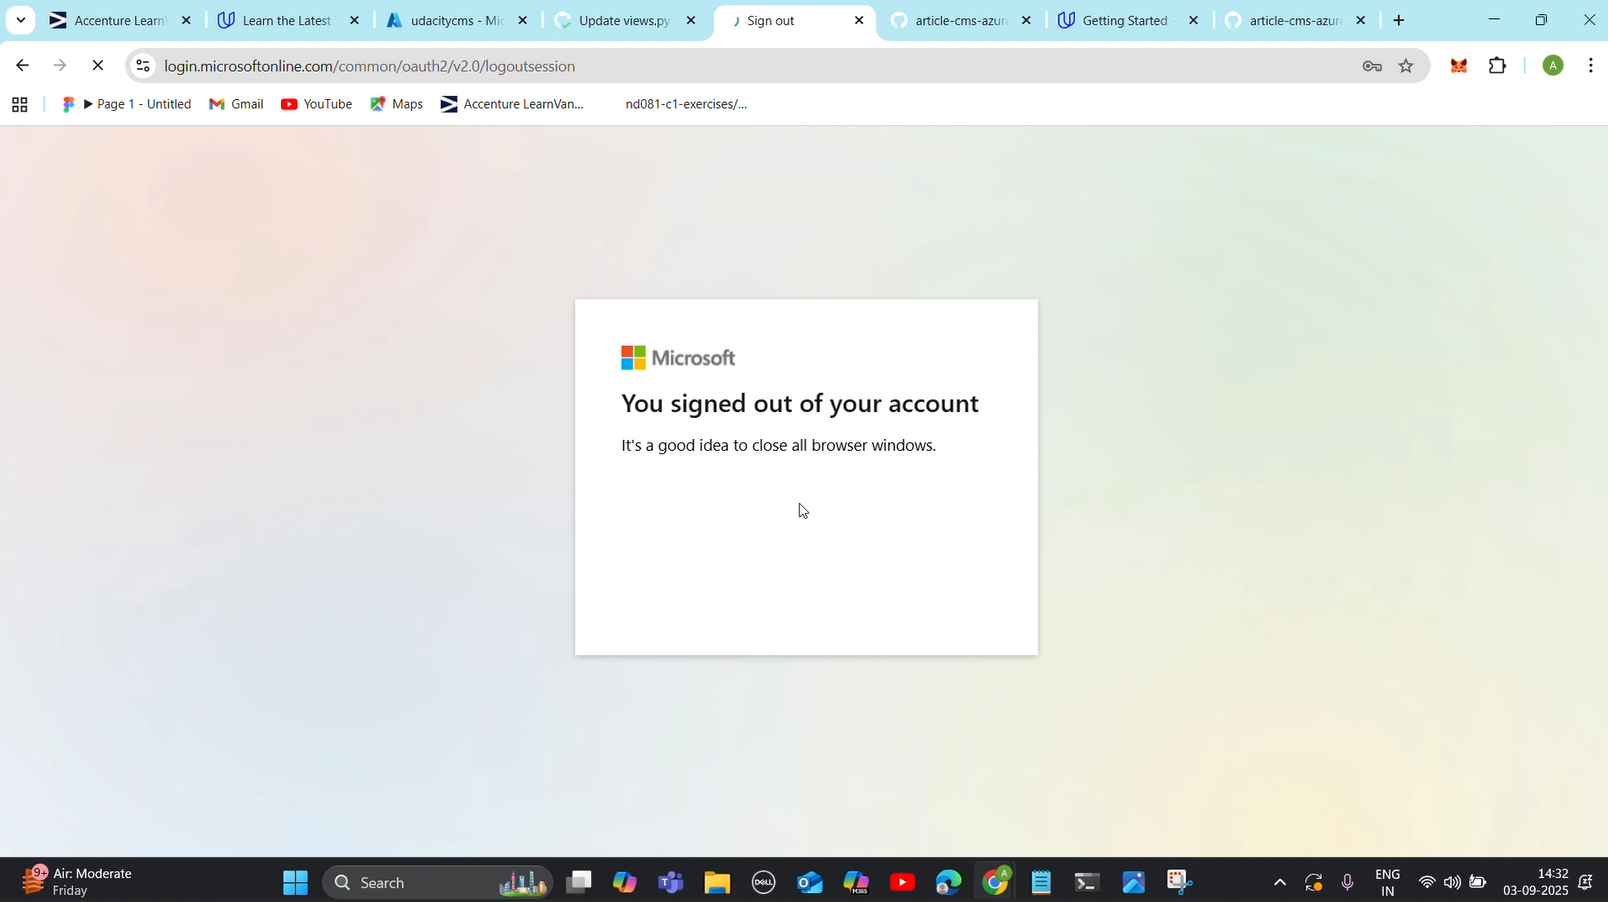 Accenture LearnV
Learn the Latest
udacitycms - Mic
Update views.py
Sign out
article-cms-azur
Getting Started -
article-cms-azur
login.microsoftonline.com/common/oauth2/v2.0/logoutsession
A
▶ Page 1 - Untitled
Gmail
YouTube
Maps
Accenture LearnVan...
nd081-c1-exercises/...
Microsoft
You signed out of your account
It's a good idea to close all browser windows.
9+
Air: Moderate
Friday
Search
DELL
M365
A
ENG
IN
14:32
03-09-2025